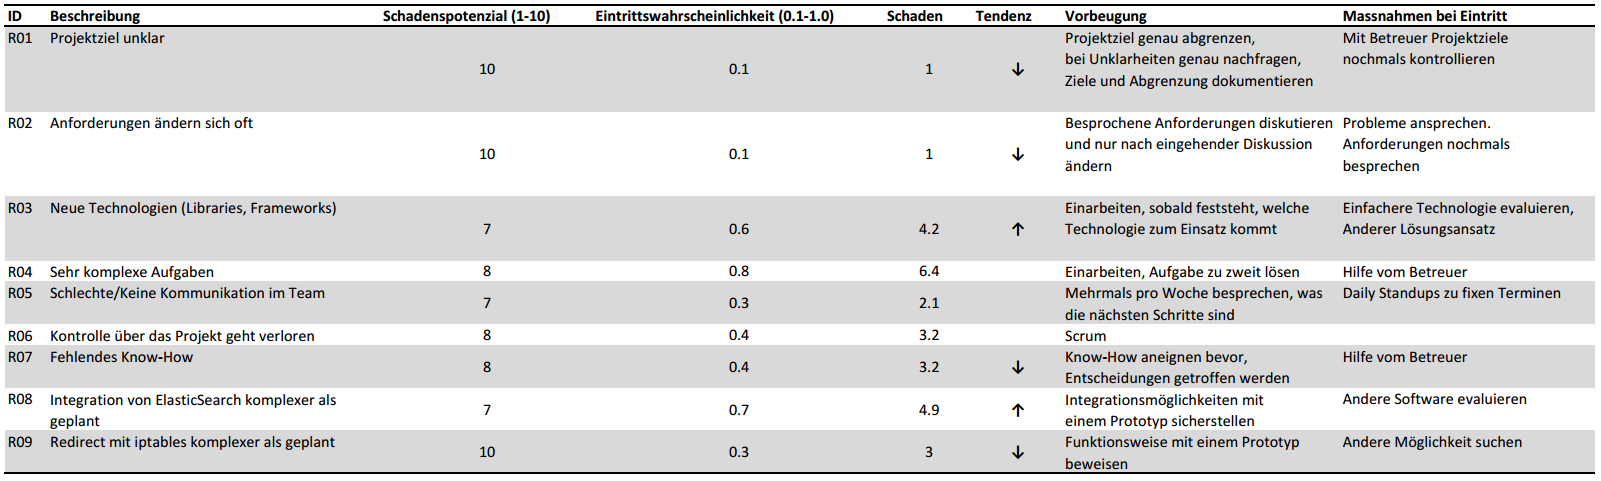 ID Beschreibung Schadenspotenzial (1-10) Eintrittswahrscheinlichkeit (0.1-1.0) Schaden Tendenz Vorbeugung Massnahmen bei Eintritt
R01 Projektziel unklar Projektziel genau abgrenzen, Mit Betreuer Projektziele
bei Unklarheiten genau nachfragen, nochmals kontrollieren
10 0.1 1 ↓
Ziele und Abgrenzung dokumentieren
R02 Anforderungen ändern sich oft Besprochene Anforderungen diskutieren Probleme ansprechen.
und nur nach eingehender Diskussion Anforderungen nochmals
10 0.1 1 ↓
ändern besprechen
R03 Neue Technologien (Libraries, Frameworks) Einarbeiten, sobald feststeht, welche Einfachere Technologie evaluieren,
7 0.6 4.2 ↑ Technologie zum Einsatz kommt Anderer Lösungsansatz
R04 Sehr komplexe Aufgaben 8 0.8 6.4 Einarbeiten, Aufgabe zu zweit lösen Hilfe vom Betreuer
R05 Schlechte/Keine Kommunikation im Team Mehrmals pro Woche besprechen, was Daily Standups zu fixen Terminen
7 0.3 2.1
die nächsten Schritte sind
R06 Kontrolle über das Projekt geht verloren 8 0.4 3.2 Scrum
R07 Fehlendes Know-How Know-How aneignen bevor, Hilfe vom Betreuer
8 0.4 3.2 ↓
Entscheidungen getroffen werden
R08 Integration von ElasticSearch komplexer als Integrationsmöglichkeiten mit Andere Software evaluieren
7 0.7 4.9 ↑
geplant einem Prototyp sicherstellen
R09 Redirect mit iptables komplexer als geplant Funktionsweise mit einem Prototyp Andere Möglichkeit suchen
10 0.3 3 ↓
beweisen